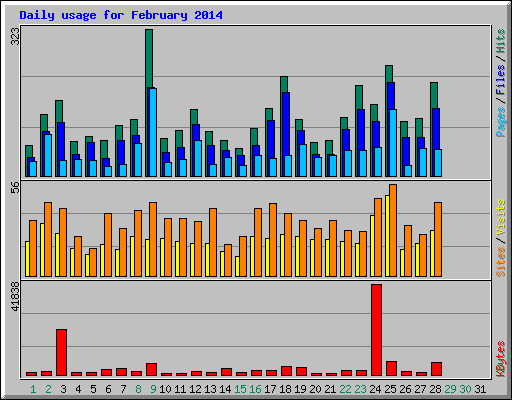 Daily usage for February 2014
323
Pages / Files / Hits
56
Sites / Visits
41838
KBytes
1 2 3 4 5 6 7 8 9 10 11 12 13 14 15 16 17 18 19 20 21 22 23 24 25 26 27 28 29 30 31